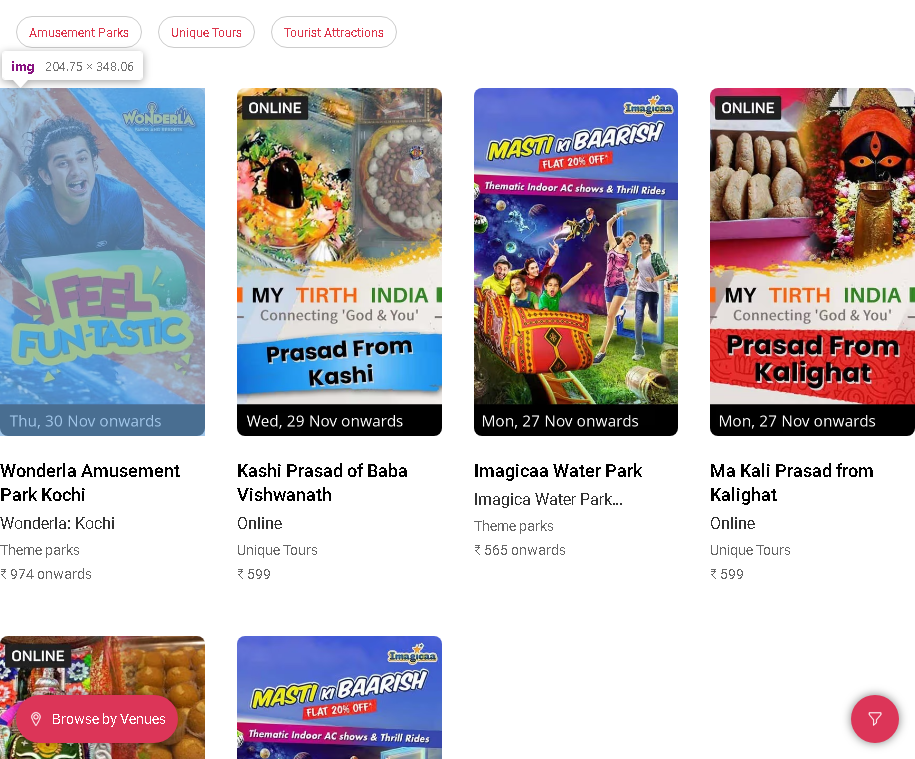 Amusement Parks
Unique Tours
Tourist Attractions
img 204.75 × 348.06
WONDERLA
FEEL
FUN-TASTIC
Thu, 30 Nov onwards
ONLINE
MY TIRTH INDIA
Connecting 'God & You'
Prasad From
Kashi
Wed, 29 Nov onwards
Imagicaa
MASTI KI BAARISH
FLAT 20% OFF*
Thematic Indoor AC shows & Thrill Rides
Mon, 27 Nov onwards
ONLINE
MY TIRTH INDIA
Connecting 'God & You'
Prasad From
Kalighat
Mon, 27 Nov onwards
Wonderla Amusement
Park Kochi
Wonderla: Kochi
Theme parks
₹ 974 onwards
Kashi Prasad of Baba
Vishwanath
Online
Unique Tours
₹ 599
Imagicaa Water Park
Imagica Water Park...
Theme parks
₹ 565 onwards
Ma Kali Prasad from
Kalighat
Online
Unique Tours
₹ 599
ONLINE
Browse by Venues
Imagicaa
MASTI KI BAARISH
FLAT 20% OFF*
Thematic Indoor AC shows & Thrill Rides